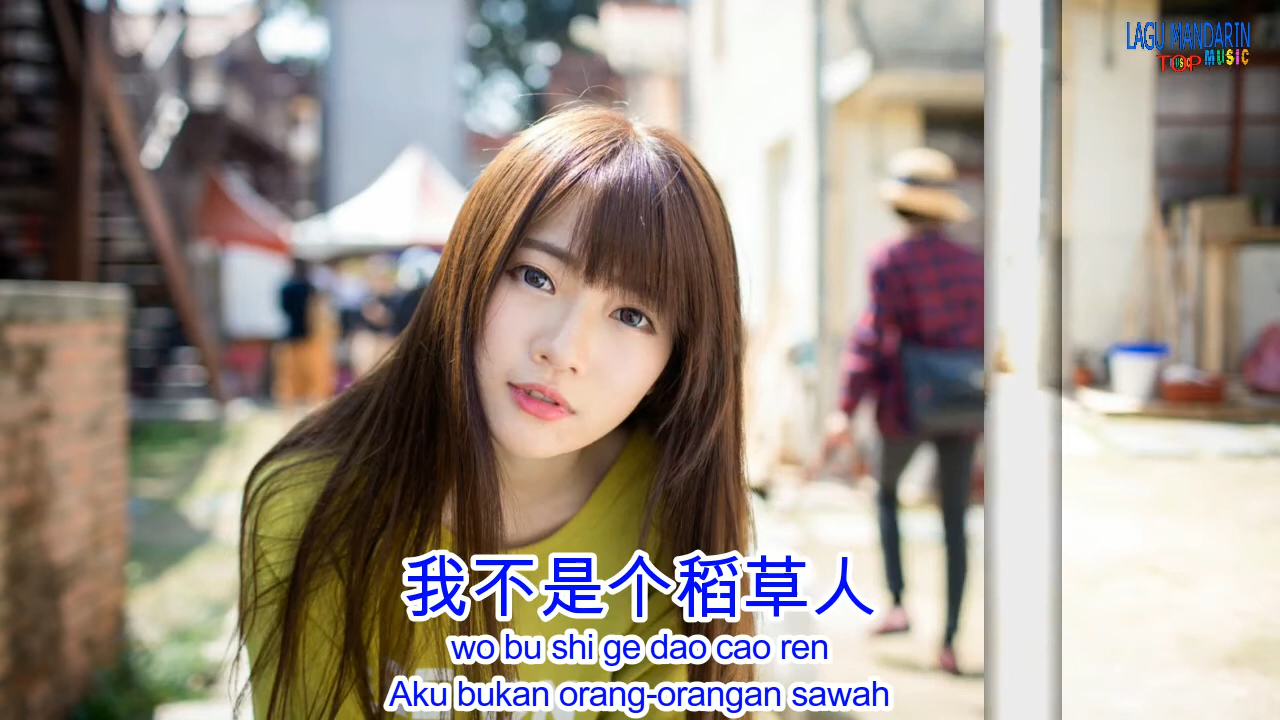 LAGU MANDARIN
TOP MUSIC MUSIC
我不是个稻草人
wo bu shi ge dao cao ren
Aku bukan orang-orangan sawah